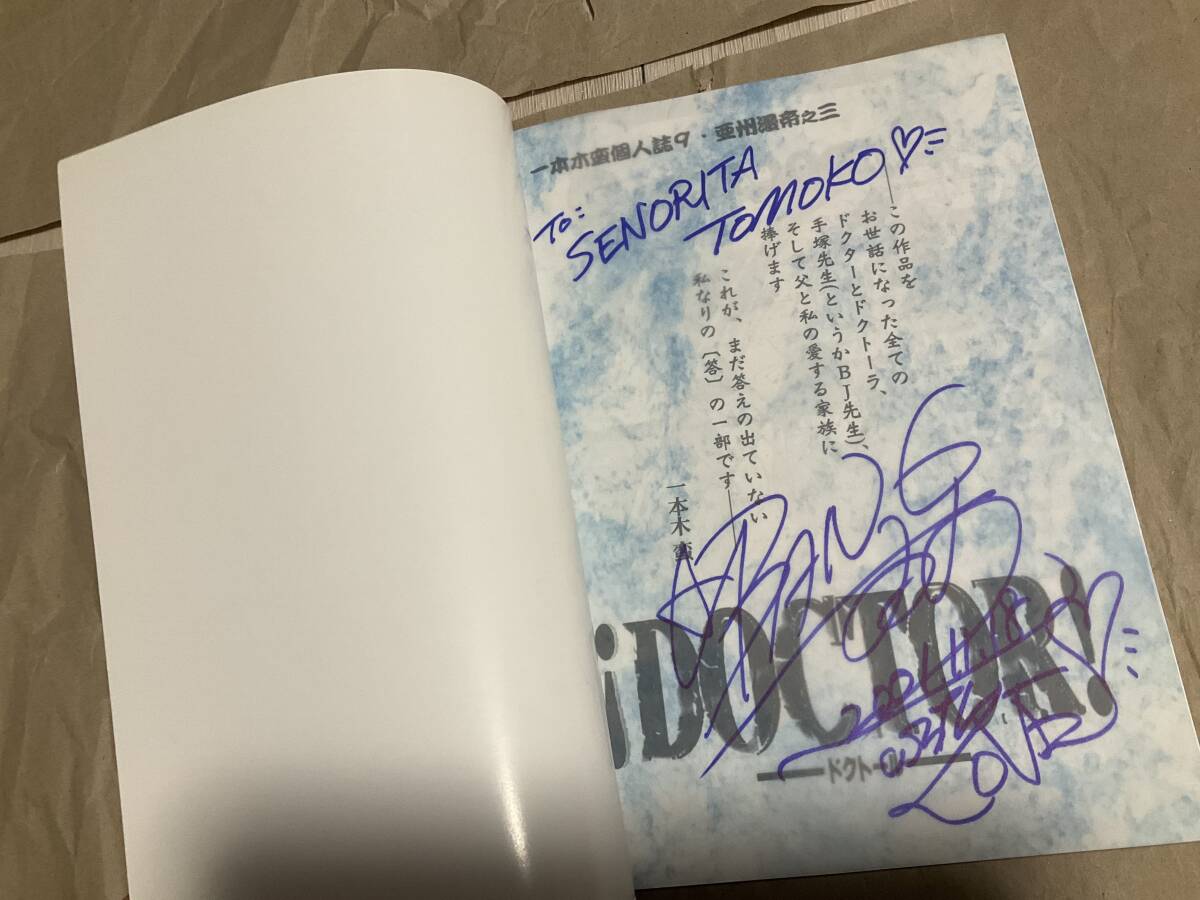 一本木蛮個人誌9・亜州漫帝之三
TO: SENORITA
TOMOKO
――この作品を
お世話になった全ての
ドクターとドクトーラ、
手塚先生(というかBJ先生)、
そして父と私の愛する家族に
捧げます
これが、まだ答えの出ていない
私なりの〔答〕の一部です――
一本木 蛮
BANG
¡DOCTOR!
ドクトール
LOVE